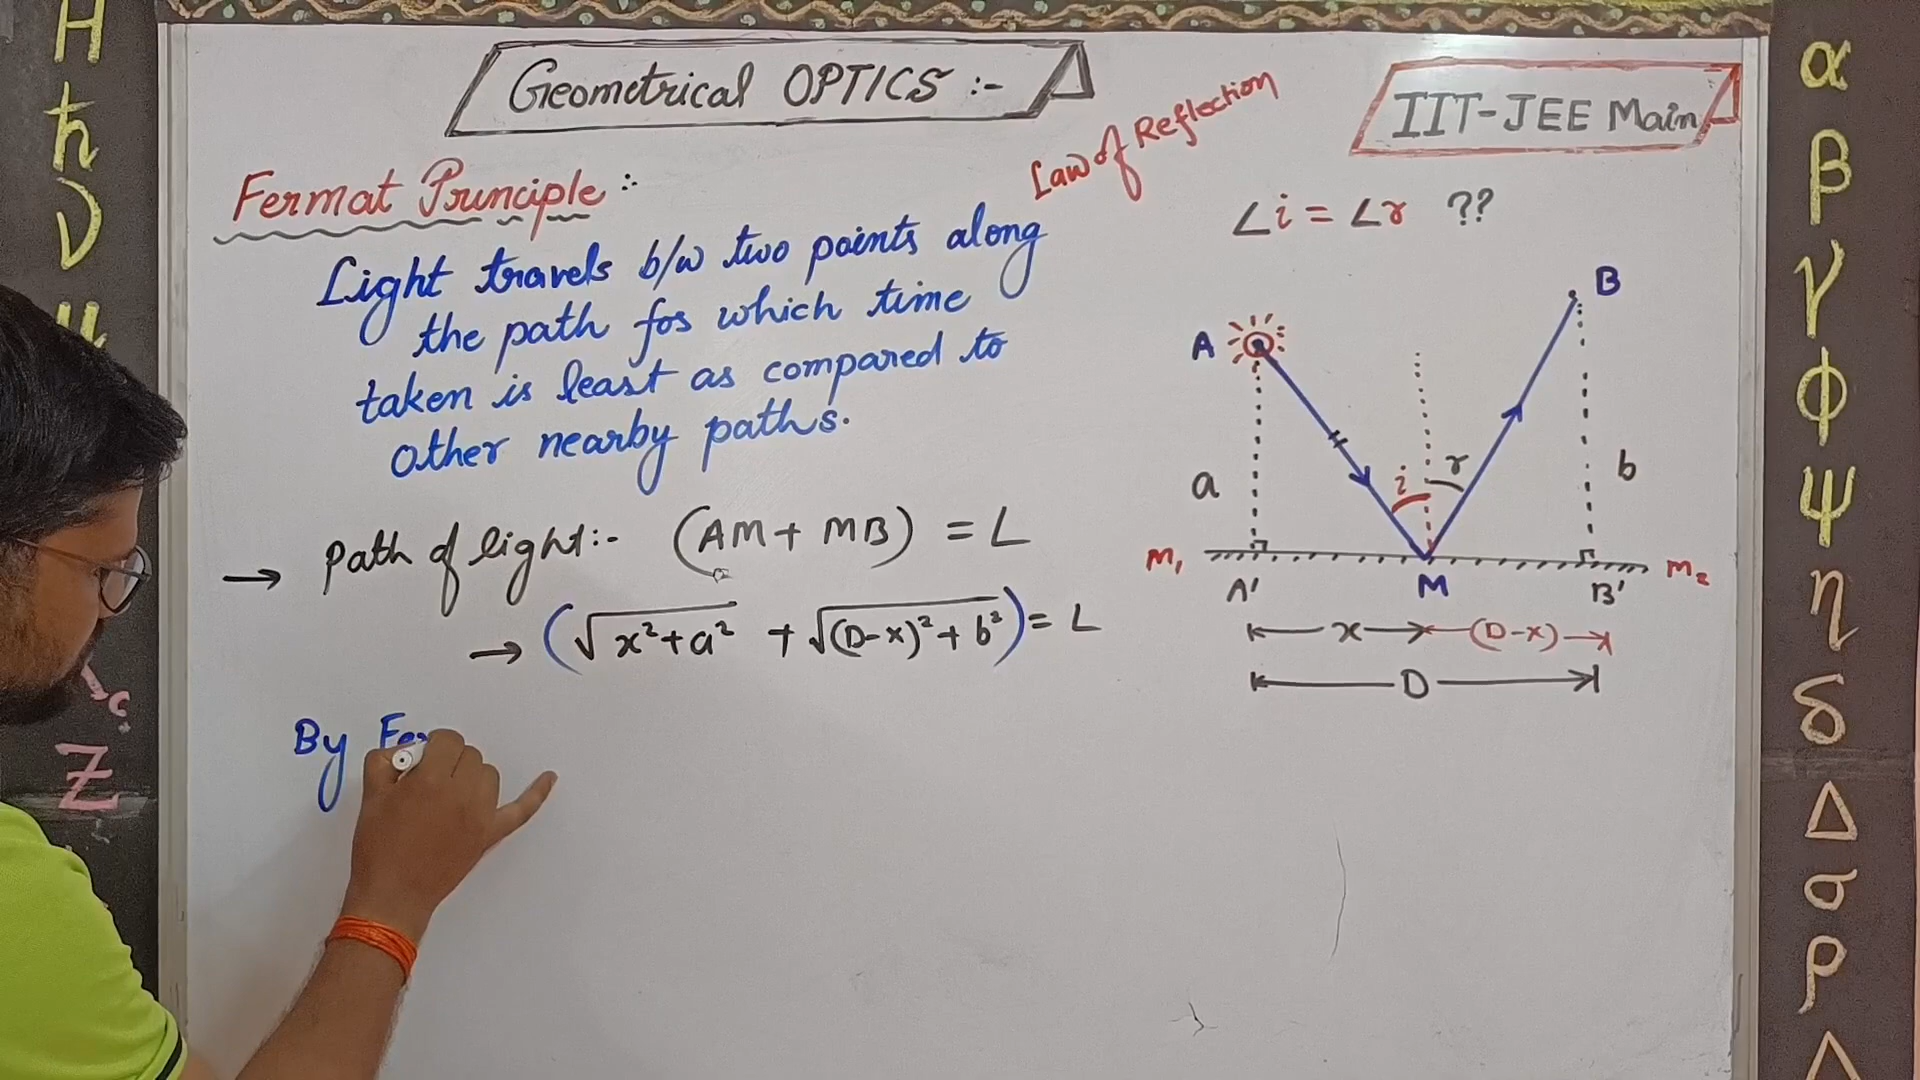 Geometrical OPTICS :-
IIT-JEE Main
Law of Reflection
Fermat Principle :-
∠i = ∠r ??
Light travels b/w two points along
the path for which time
taken is least as compared to
other nearby paths.
→ Path of light:- (AM + MB) = L
→ (√x²+a² + √(D-x)²+b²) = L
By Fer
A
B
a
b
i
r
M₁
M₂
A'
M
B'
x
(D-x)
D
H
ħ
ν
μ
c
Z
α
β
γ
φ
ψ
η
δ
Δ
σ
ρ